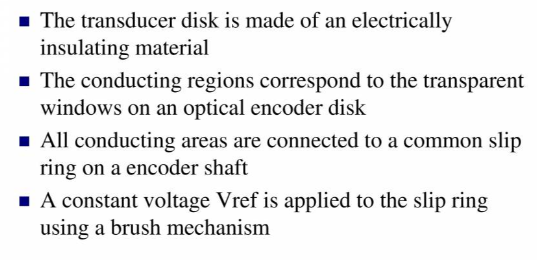 The transducer disk is made of an electrically
insulating material
The conducting regions correspond to the transparent
windows on an optical encoder disk
All conducting areas are connected to a common slip
ring on a encoder shaft
A constant voltage Vref is applied to the slip ring
using a brush mechanism